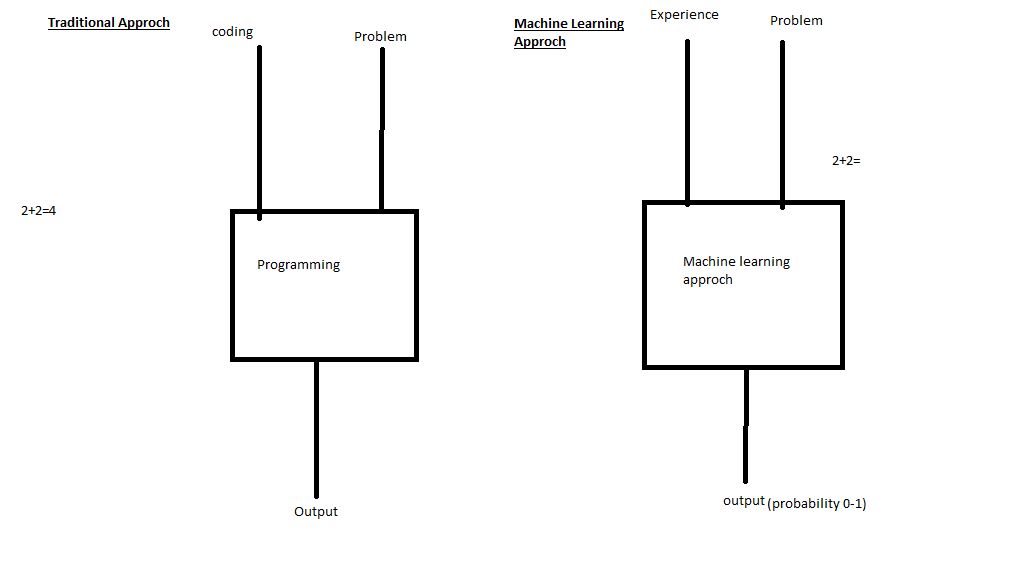 Traditional Approch
coding
Problem
2+2=4
Programming
Output
Machine Learning
Approch
Experience
Problem
2+2=
Machine learning
approch
output (probability 0-1)